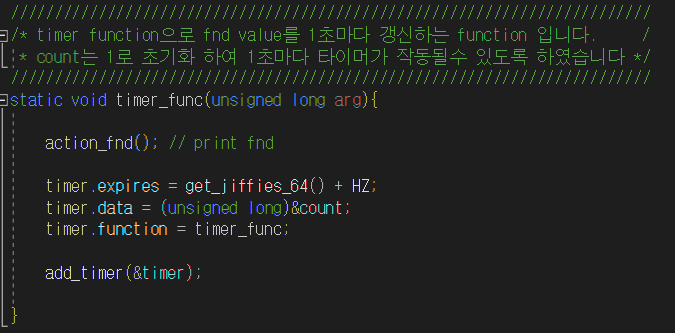 //////////////////////////////////////////////////////////////////////////
/* timer function으로 fnd value를 1초마다 갱신하는 function 입니다. /
* count는 1로 초기화 하여 1초마다 타이머가 작동될수 있도록 하였습니다 */
//////////////////////////////////////////////////////////////////////////
static void timer_func(unsigned long arg){
action_fnd(); // print fnd
timer.expires = get_jiffies_64() + HZ;
timer.data = (unsigned long)&count;
timer.function = timer_func;
add_timer(&timer);
}